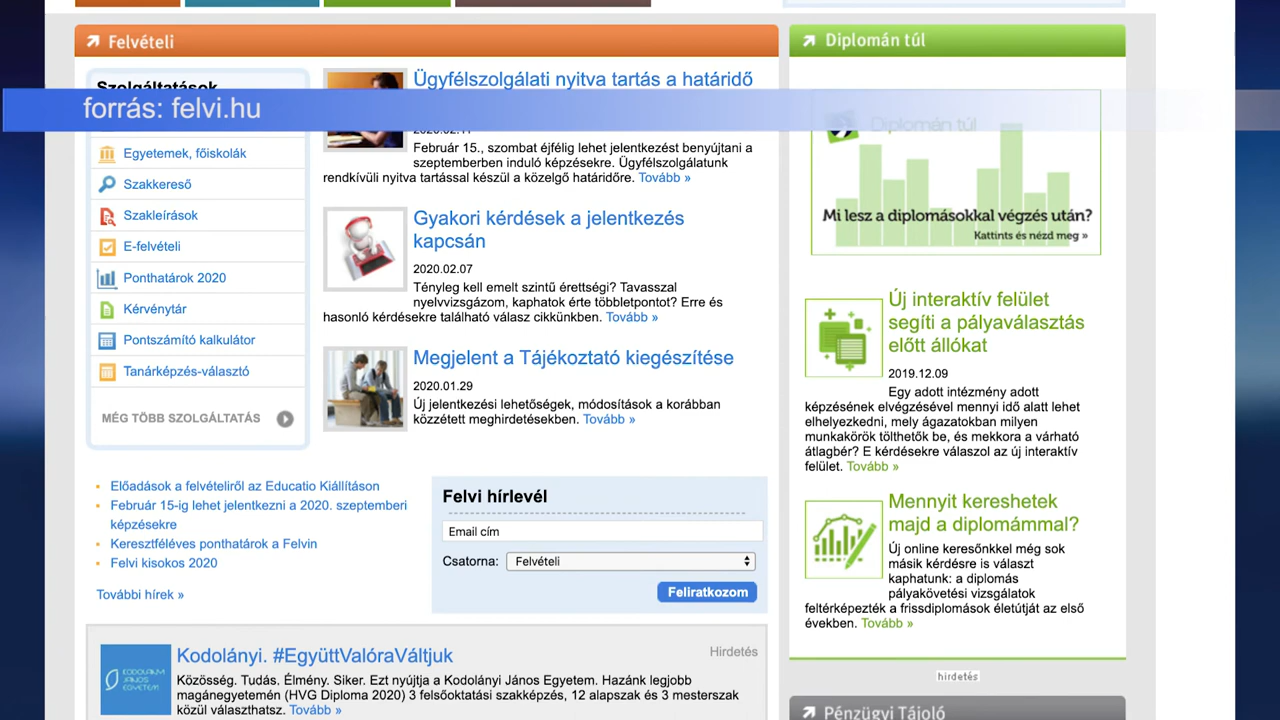 Felvételi
Szolgáltatások
forrás: felvi.hu
Egyetemek, főiskolák
Szakkereső
Szakleírások
E-felvételi
Ponthatárok 2020
Kérvénytár
Pontszámító kalkulátor
Tanárképzés-választó
MÉG TÖBB SZOLGÁLTATÁS
Ügyfélszolgálati nyitva tartás a határidő
Február 15., szombat éjfélig lehet jelentkezést benyújtani a
szeptemberben induló képzésekre. Ügyfélszolgálatunk
rendkívüli nyitva tartással készül a közelgő határidőre. Tovább »
Gyakori kérdések a jelentkezés
kapcsán
2020.02.07
Tényleg kell emelt szintű érettségi? Tavasszal
nyelvvizsgázom, kaphatok érte többletpontot? Erre és
hasonló kérdésekre található válasz cikkünkben. Tovább »
Megjelent a Tájékoztató kiegészítése
2020.01.29
Új jelentkezési lehetőségek, módosítások a korábban
közzétett meghirdetésekben. Tovább »
Előadások a felvételiről az Educatio Kiállításon
Február 15-ig lehet jelentkezni a 2020. szeptemberi
képzésekre
Keresztféléves ponthatárok a Felvin
Felvi kisokos 2020
További hírek »
Felvi hírlevél
Email cím
Csatorna: Felvételi
Feliratkozom
Kodolányi. #EgyüttValóraVáltjuk
Hirdetés
KODOLÁNYI
JÁNOS
EGYETEM
Közösség. Tudás. Élmény. Siker. Ezt nyújtja a Kodolányi János Egyetem. Hazánk legjobb
magánegyetemén (HVG Diploma 2020) 3 felsőoktatási szakképzés, 12 alapszak és 3 mesterszak
közül választhatsz. Tovább »
Diplomán túl
Diplomán túl
Mi lesz a diplomásokkal végzés után?
Kattints és nézd meg »
Új interaktív felület
segíti a pályaválasztás
előtt állókat
2019.12.09
Egy adott intézmény adott
képzésének elvégzésével mennyi idő alatt lehet
elhelyezkedni, mely ágazatokban milyen
munkakörök tölthetők be, és mekkora a várható
átlagbér? E kérdésekre válaszol az új interaktív
felület. Tovább »
Mennyit kereshetek
majd a diplomámmal?
Új online keresőnkkel még sok
másik kérdésre is választ
kaphatunk: a diplomás
pályakövetési vizsgálatok
feltérképezték a frissdiplomások életútját az első
években. Tovább »
hirdetés
Pénzügyi Tájoló